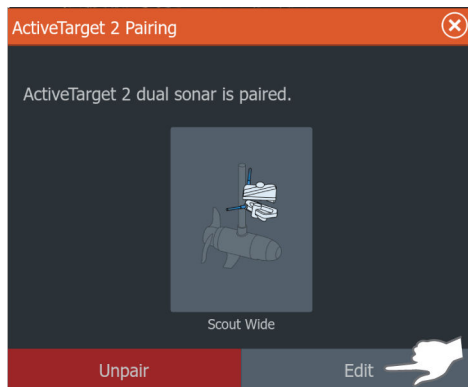 ActiveTarget 2 Pairing
ActiveTarget 2 dual sonar is paired.
Scout Wide
Unpair
Edit